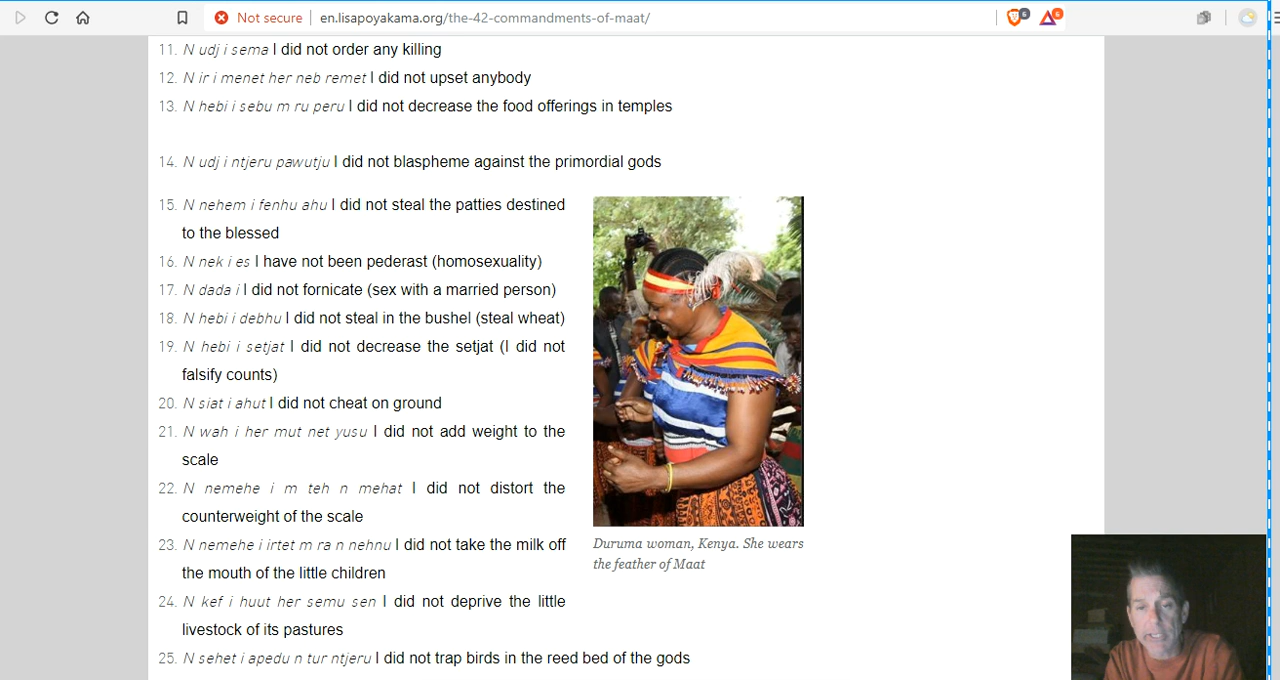 Not secure
en.lisapoyakama.org/the-42-commandments-of-maat/
6
6
11. N udj i sema I did not order any killing
12. N ir i menet her neb remet I did not upset anybody
13. N hebi i sebu m ru peru I did not decrease the food offerings in temples
14. N udj i ntjeru pawutju I did not blaspheme against the primordial gods
15. N nehem i fenhu ahu I did not steal the patties destined
to the blessed
16. N nek i es I have not been pederast (homosexuality)
17. N dada i I did not fornicate (sex with a married person)
18. N hebi i debhu I did not steal in the bushel (steal wheat)
19. N hebi i setjat I did not decrease the setjat (I did not
falsify counts)
20. N siat i ahut I did not cheat on ground
21. N wah i her mut net yusu I did not add weight to the
scale
22. N nemehe i m teh n mehat I did not distort the
counterweight of the scale
23. N nemehe i irtet m ra n nehnu I did not take the milk off
the mouth of the little children
24. N kef i huut her semu sen I did not deprive the little
livestock of its pastures
25. N sehet i apedu n tur ntjeru I did not trap birds in the reed bed of the gods
Duruma woman, Kenya. She wears
the feather of Maat